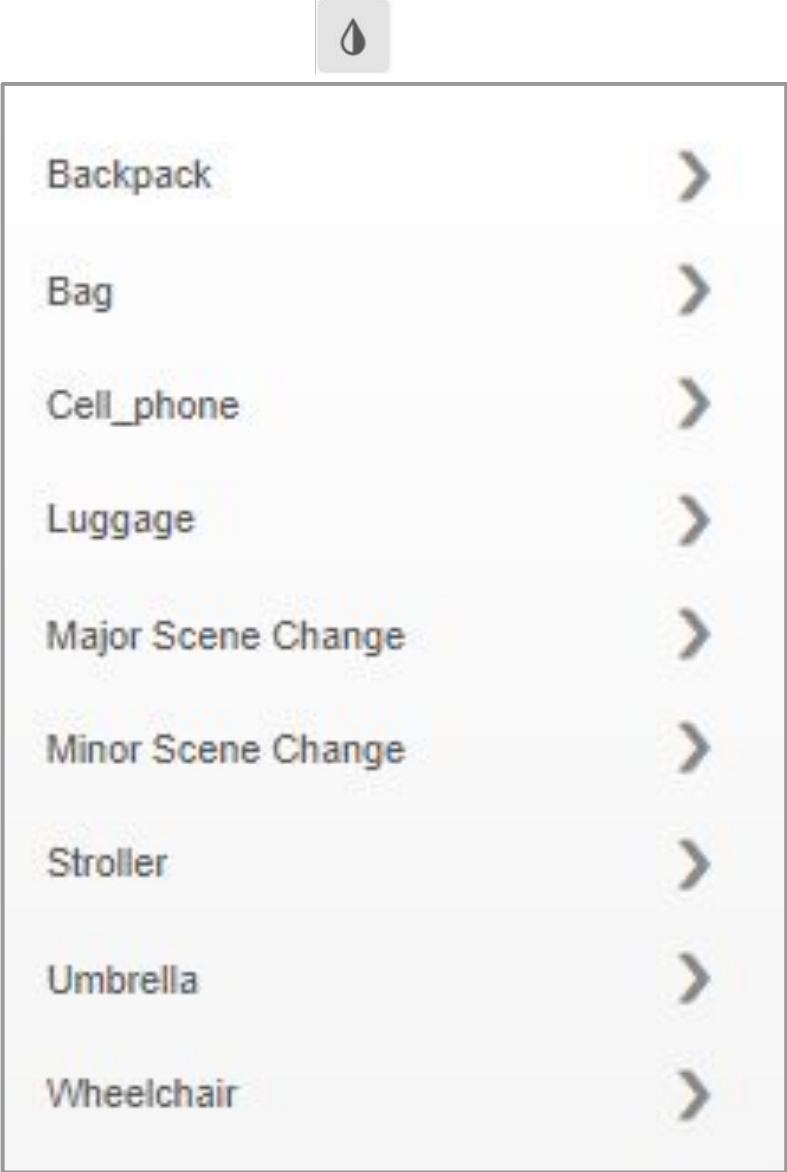 Backpack
Bag
Cell_phone
Luggage
Major Scene Change
Minor Scene Change
Stroller
Umbrella
Wheelchair